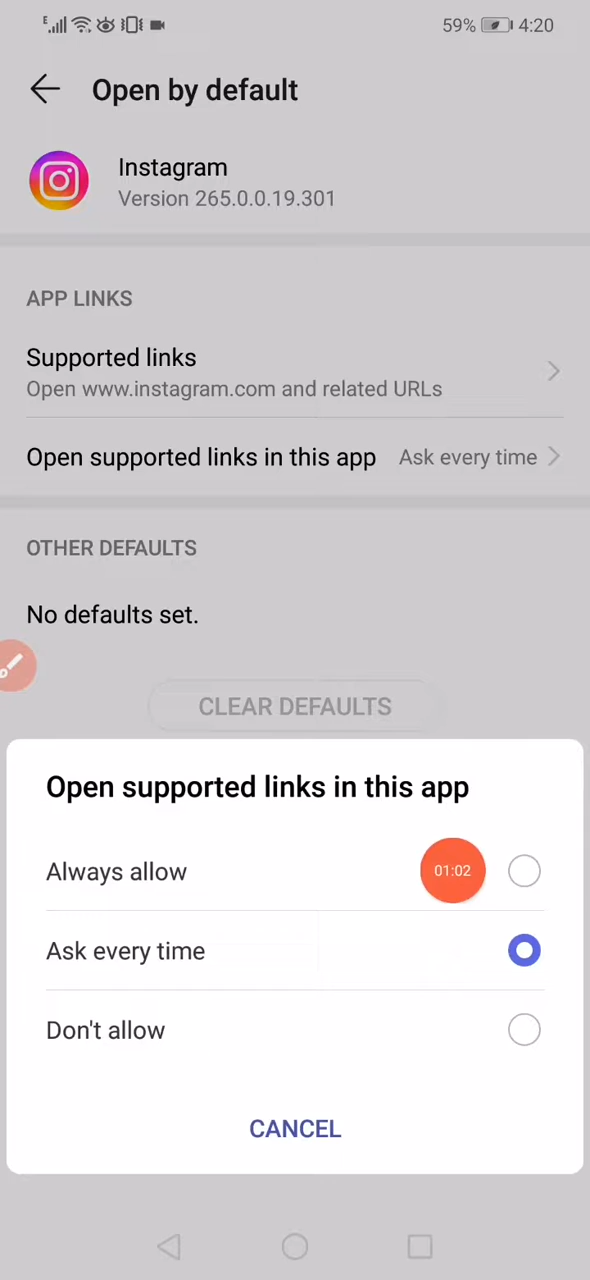 E 59% 4:20
Open by default
Instagram
Version 265.0.0.19.301
APP LINKS
Supported links
Open www.instagram.com and related URLs
Open supported links in this app Ask every time
OTHER DEFAULTS
No defaults set.
CLEAR DEFAULTS
Open supported links in this app
Always allow 01:02
Ask every time
Don't allow
CANCEL